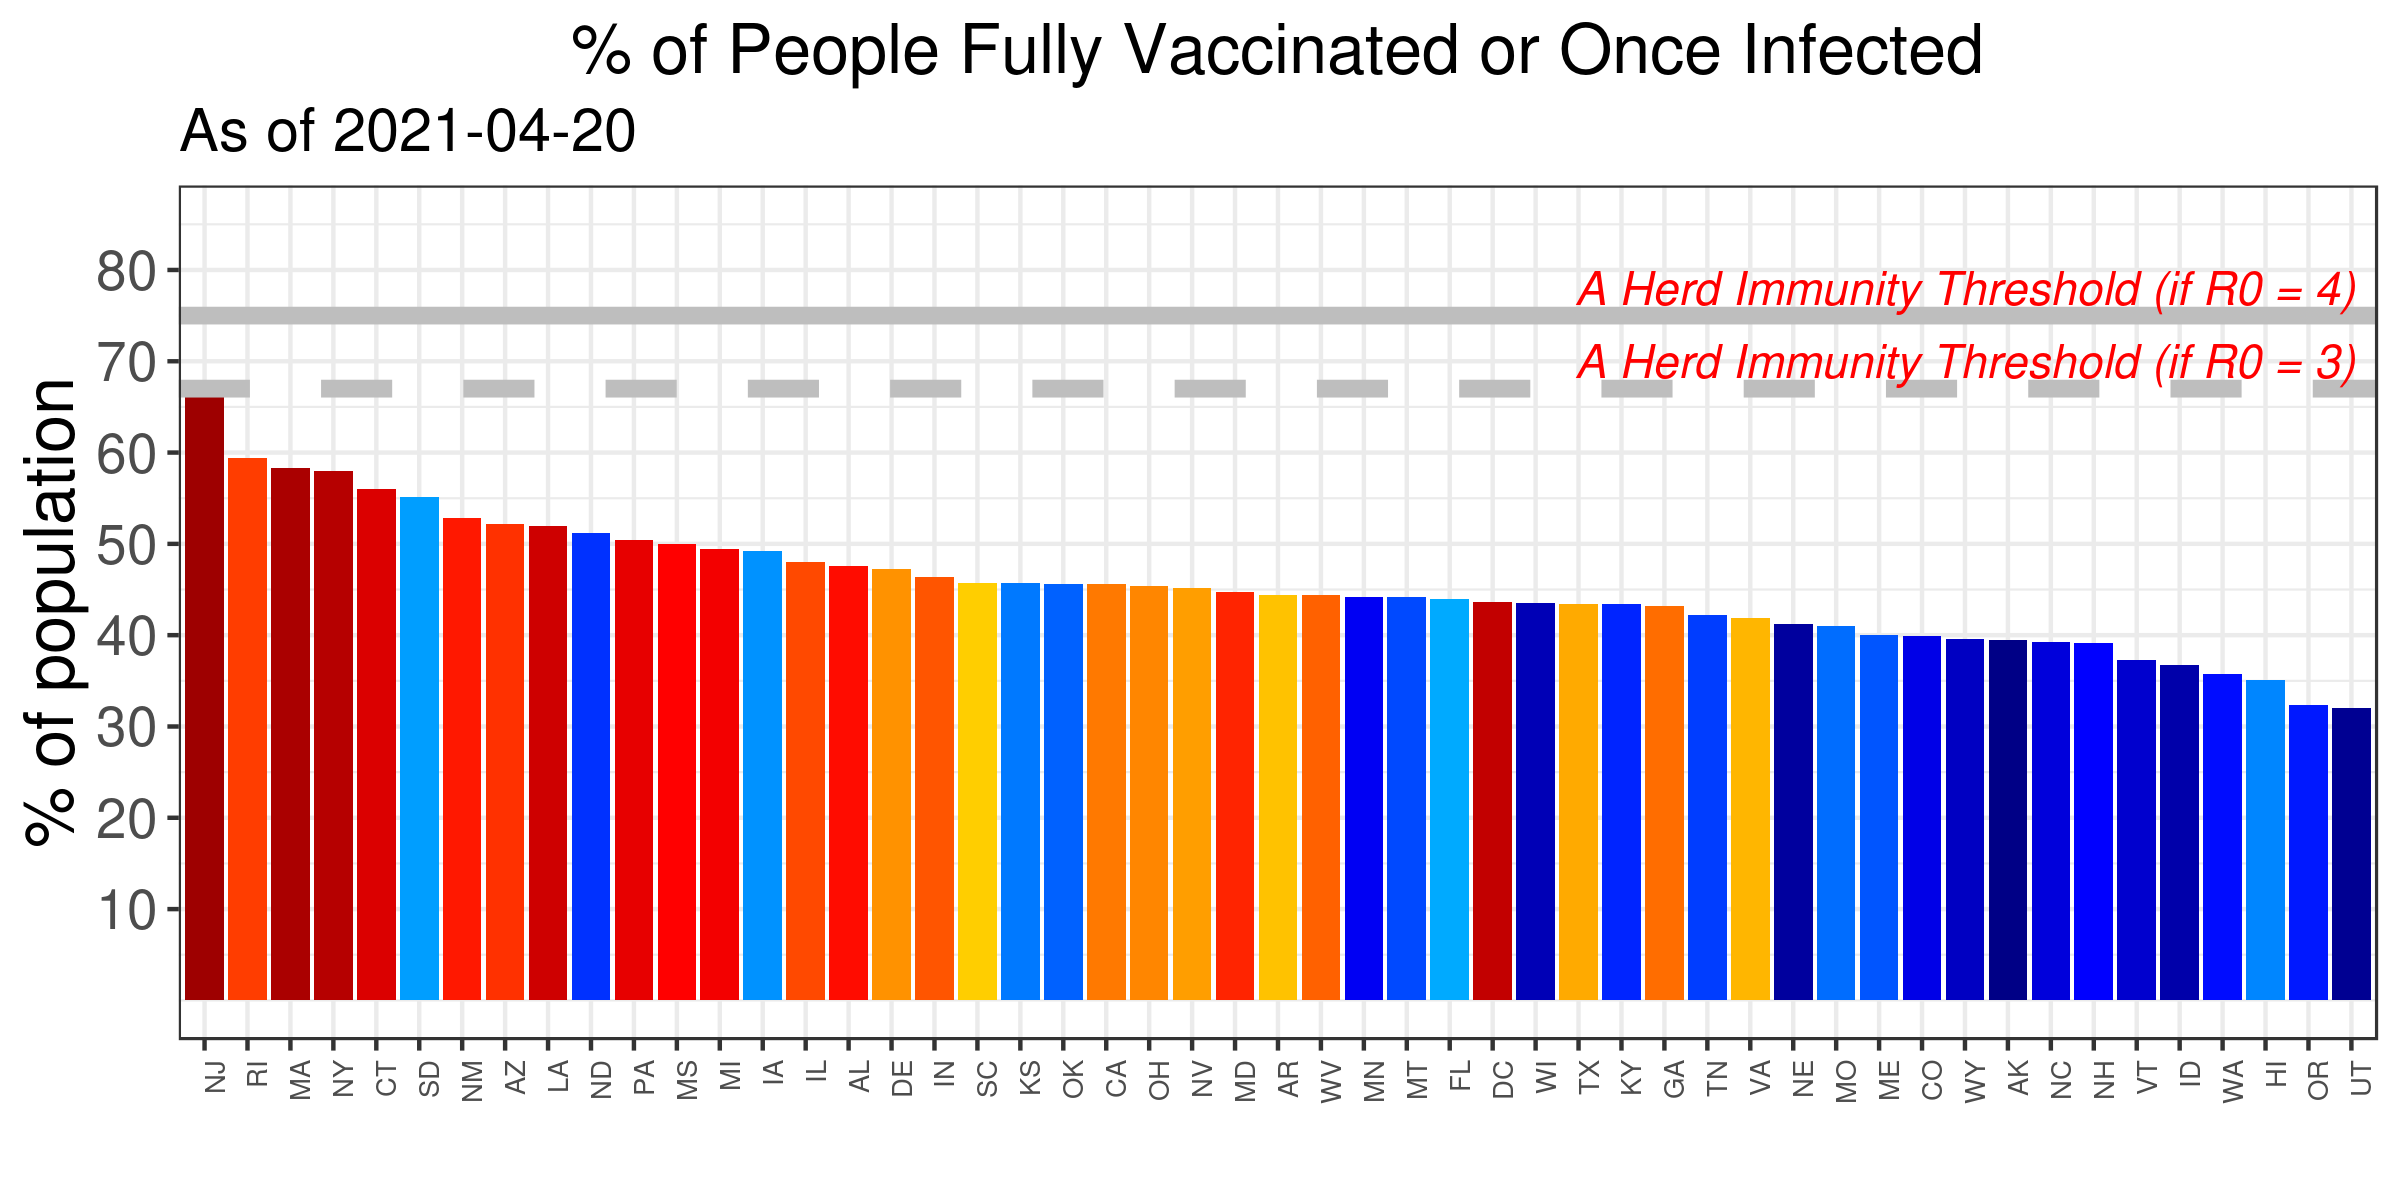 % of People Fully Vaccinated or Once Infected
As of 2021-04-20
% of population
80
70
60
50
40
30
20
10
A Herd Immunity Threshold (if R0 = 4)
A Herd Immunity Threshold (if R0 = 3)
NJ RI MA NY CT SD NM AZ LA ND PA MS MI IA IL AL DE IN SC KS OK CA OH NV MD AR WV MN MT FL DC WI TX KY GA TN VA NE MO ME CO WY AK NC NH VT ID WA HI OR UT